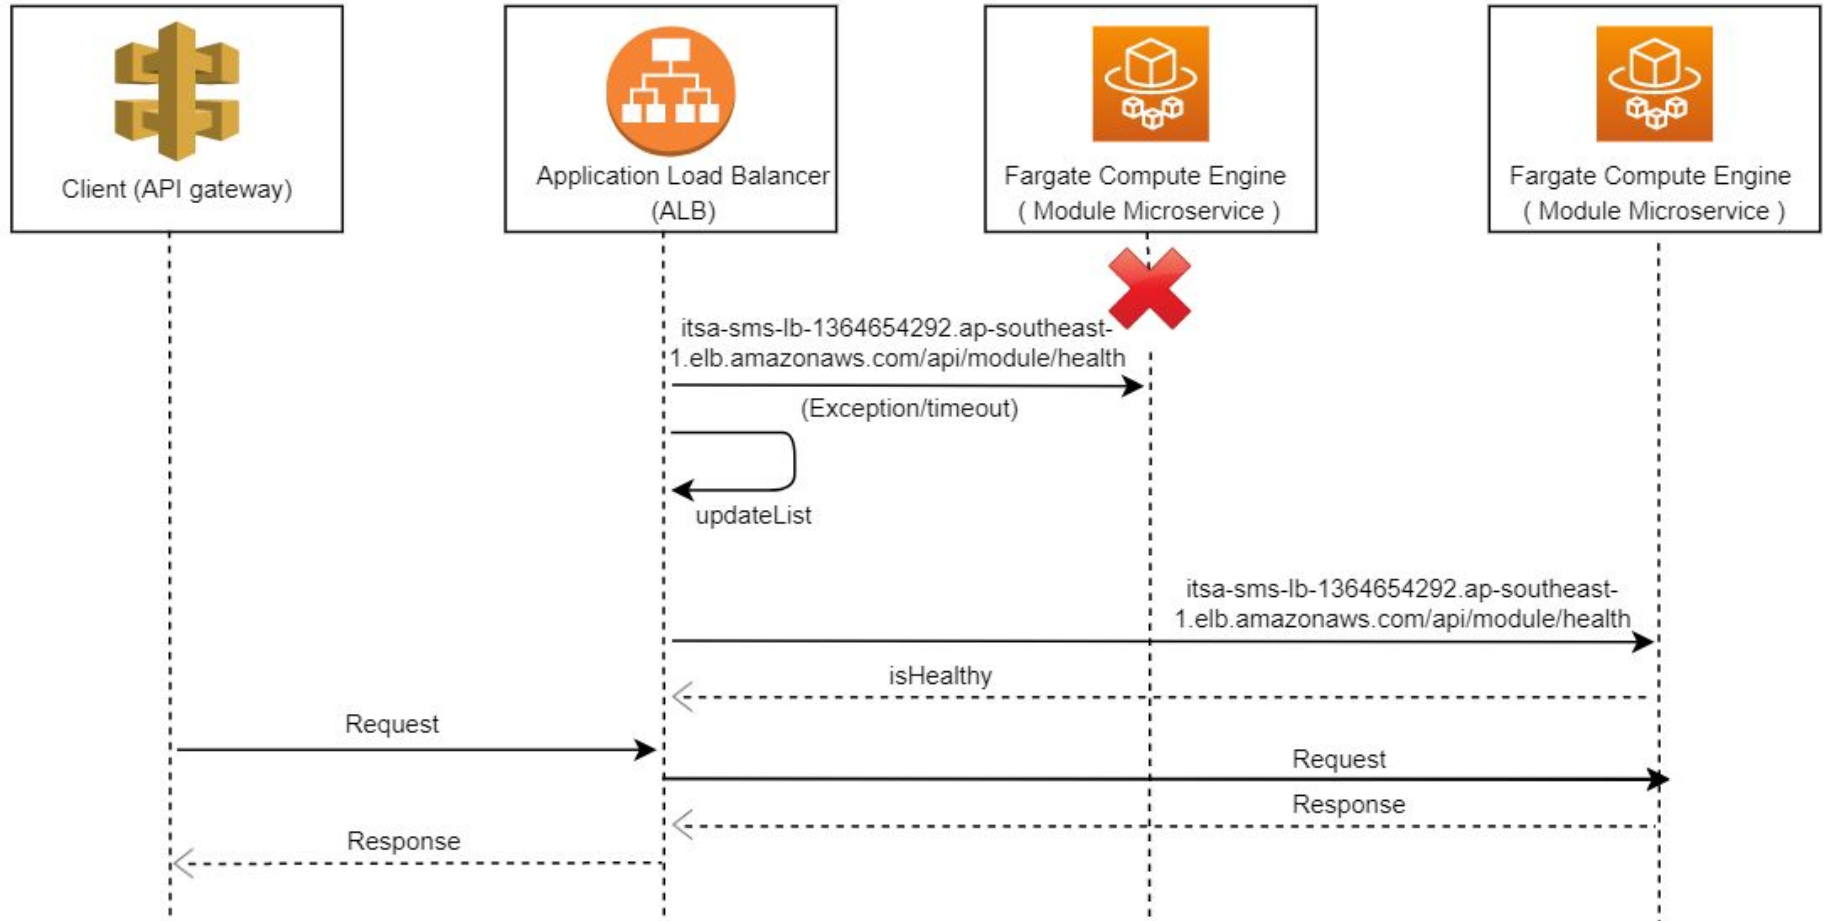 Client (API gateway)
Application Load Balancer
(ALB)
Fargate Compute Engine
( Module Microservice )
Fargate Compute Engine
( Module Microservice )
itsa-sms-lb-1364654292.ap-southeast-
1.elb.amazonaws.com/api/module/health
(Exception/timeout)
updateList
itsa-sms-lb-1364654292.ap-southeast-
1.elb.amazonaws.com/api/module/health
isHealthy
Request
Request
Response
Response